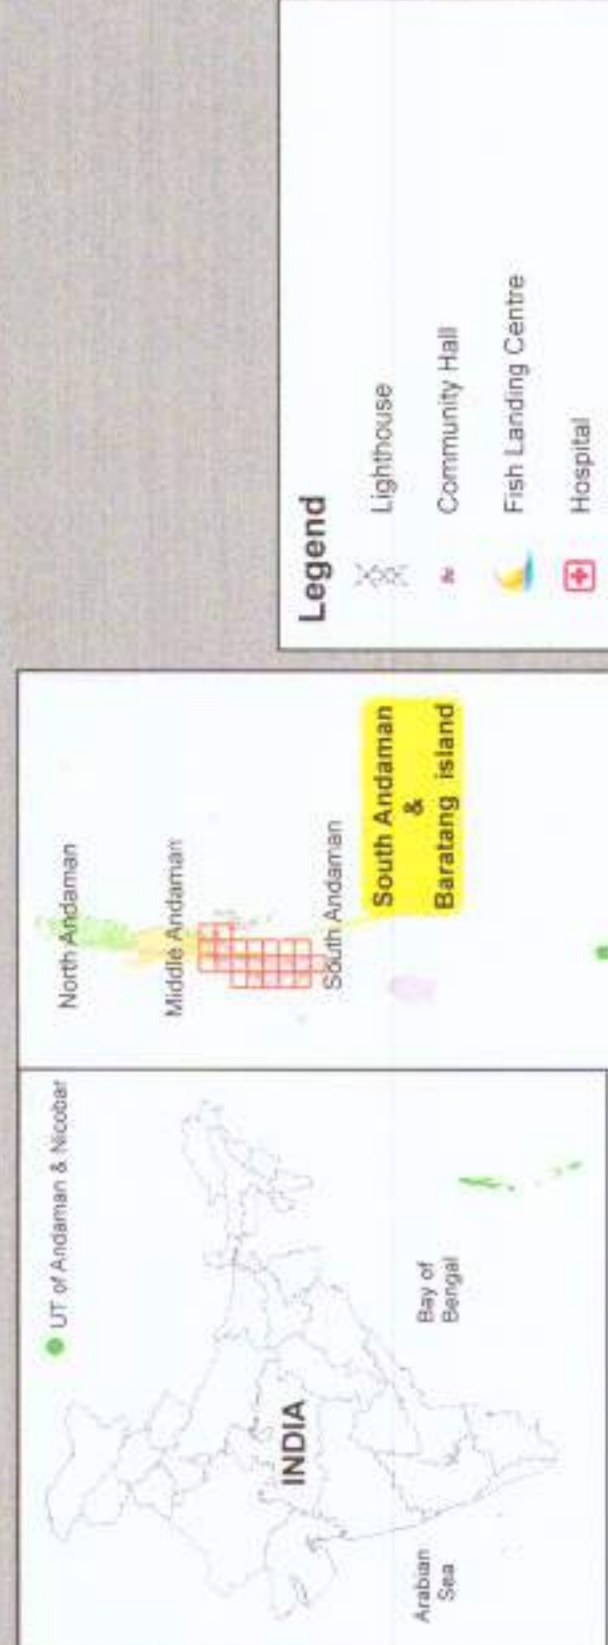 UT of Andaman & Nicobar
INDIA
Arabian
Sea
Bay of
Bengal
North Andaman
Middle Andaman
South Andaman
South Andaman
&
Baratang island
Legend
Lighthouse
Community Hall
Fish Landing Centre
Hospital